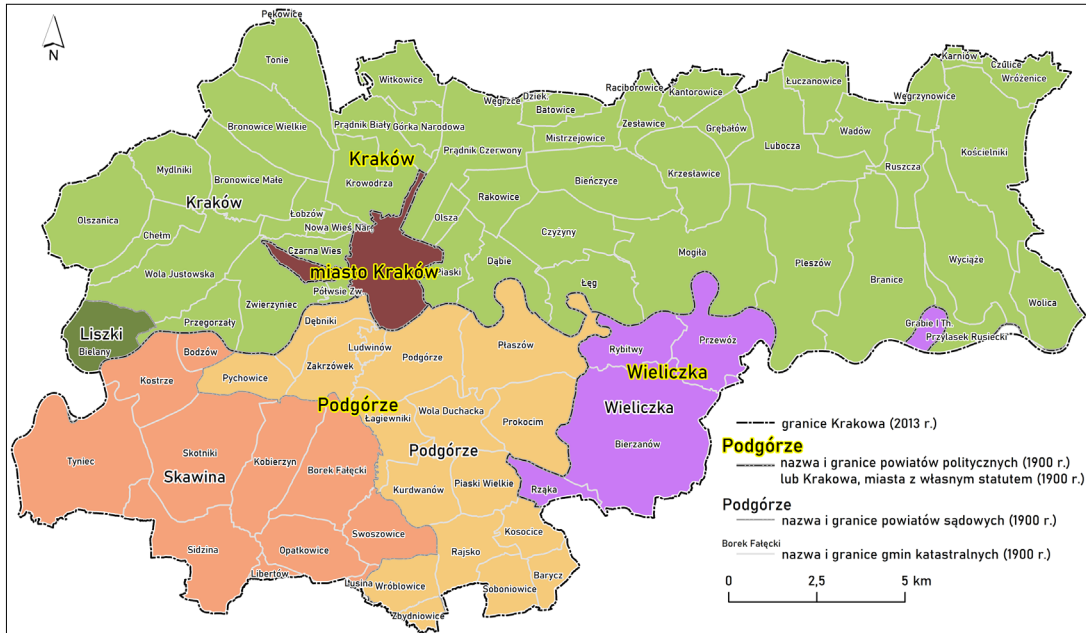 N
Pękowice
Tonie
Witkowice
Węgrzce
Dziek.
Batowice
Raciborowice
Kantorowice
Zesławice
Łuczanowice
Karniów
Czulice
Wróżenice
Węgrzynowice
Bronowice Wielkie
Prądnik Biały
Górka Narodowa
Prądnik Czerwony
Mistrzejowice
Grębałów
Lubocza
Wadów
Ruszcza
Kościelniki
Mydlniki
Bronowice Małe
Kraków
Krowodrza
Rakowice
Bieńczyce
Krzesławice
Kraków
Olszanica
Chełm
Łobzów
Nowa Wieś Nar.
Olsza
Czyżyny
Czarna Wieś
Wola Justowska
miasto Kraków
Piaski
Dąbie
Łęg
Mogiła
Pleszów
Branice
Wyciąże
Wolica
Półwsie Zw.
Zwierzyniec
Przegorzały
Liszki
Bielany
Dębniki
Ludwinów
Zakrzówek
Podgórze
Płaszów
Rybitwy
Przewóz
Grabie I Th.
Przylasek Rusiecki
Bodzów
Kostrze
Pychowice
Podgórze
Łagiewniki
Wola Duchacka
Prokocim
Wieliczka
Wieliczka
Bierzanów
Tyniec
Skotniki
Kobierzyn
Borek Fałęcki
Skawina
Podgórze
Kurdwanów
Piaski Wielkie
Rżąka
Swoszowice
Kosocice
Rajsko
Barycz
Soboniowice
Sidzina
Opatkowice
Libertów
Lusina
Wróblowice
Zbydniowice
granice Krakowa (2013 r.)
Podgórze
nazwa i granice powiatów politycznych (1900 r.)
lub Krakowa, miasta z własnym statutem (1900 r.)
Podgórze
nazwa i granice powiatów sądowych (1900 r.)
Borek Fałęcki
nazwa i granice gmin katastralnych (1900 r.)
0 2,5 5 km